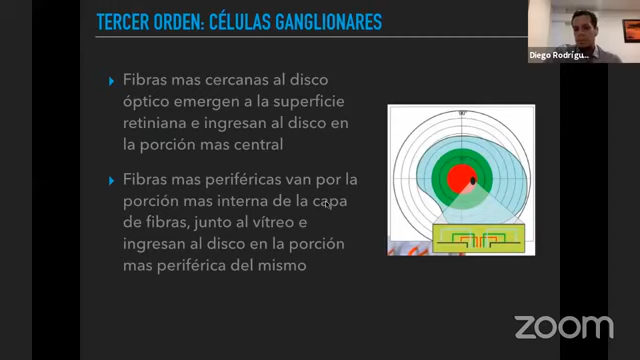 TERCER ORDEN: CÉLULAS GANGLIONARES
Fibras mas cercanas al disco
óptico emergen a la superficie
retiniana e ingresan al disco en
la porción mas central
Fibras mas periféricas van por la
porción mas interna de la capa
de fibras, junto al vítreo e
ingresan al disco en la porción
mas periférica del mismo
90°
Diego Rodrígu...
zoom